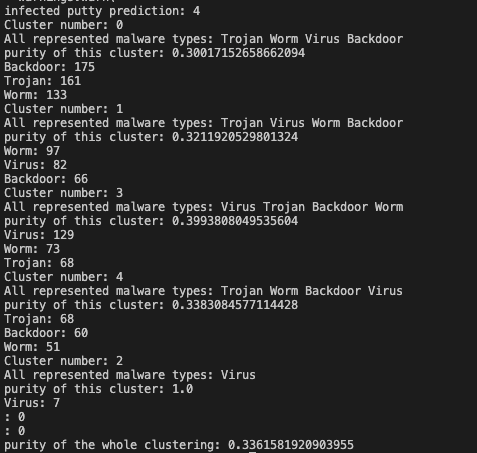 infected putty prediction: 4
Cluster number: 0
All represented malware types: Trojan Worm Virus Backdoor
purity of this cluster: 0.30017152658662094
Backdoor: 175
Trojan: 161
Worm: 133
Cluster number: 1
All represented malware types: Trojan Virus Worm Backdoor
purity of this cluster: 0.3211920529801324
Worm: 97
Virus: 82
Backdoor: 66
Cluster number: 3
All represented malware types: Virus Trojan Backdoor Worm
purity of this cluster: 0.3993808049535604
Virus: 129
Worm: 73
Trojan: 68
Cluster number: 4
All represented malware types: Trojan Worm Backdoor Virus
purity of this cluster: 0.3383084577114428
Trojan: 68
Backdoor: 60
Worm: 51
Cluster number: 2
All represented malware types: Virus
purity of this cluster: 1.0
Virus: 7
: 0
: 0
purity of the whole clustering: 0.3361581920903955